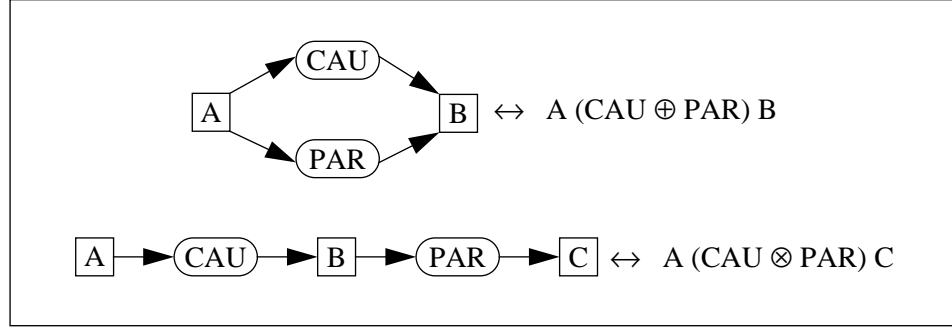 CAU
A B ↔ A (CAU ⊕ PAR) B
PAR
A CAU B PAR C ↔ A (CAU ⊗ PAR) C